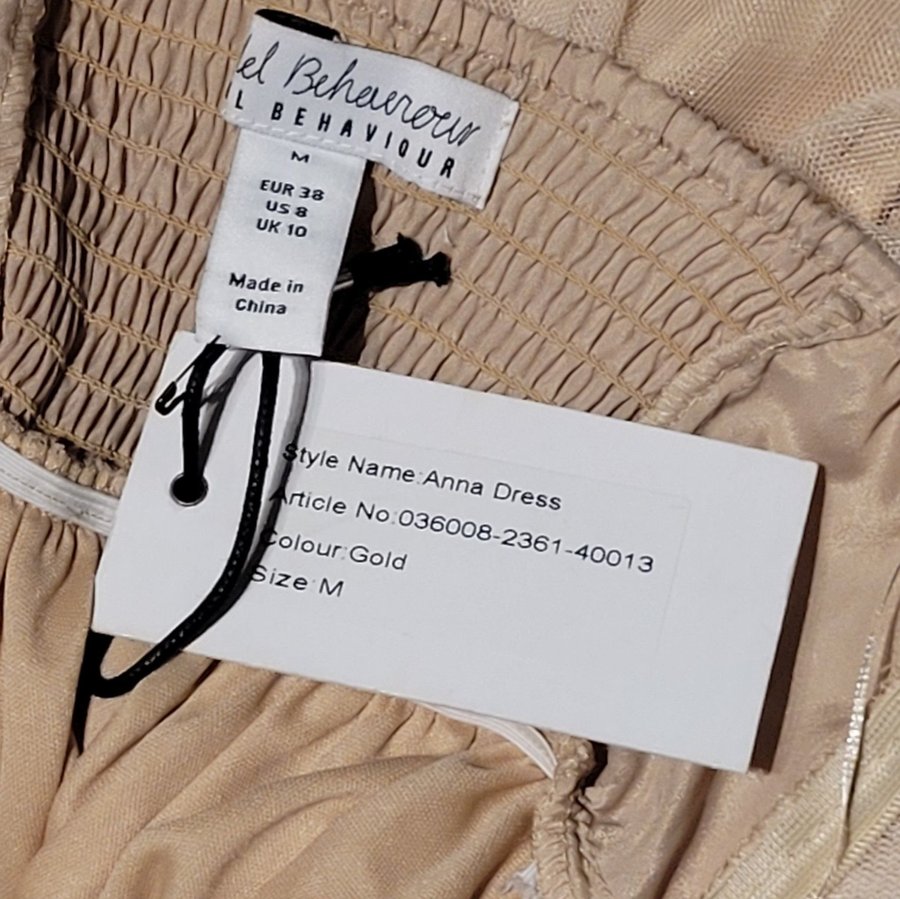 el Behaviour
L BEHAVIOUR
M
EUR 38
US 8
UK 10
Made in
China
Style Name:Anna Dress
Article No:036008-2361-40013
Colour:Gold
Size:M